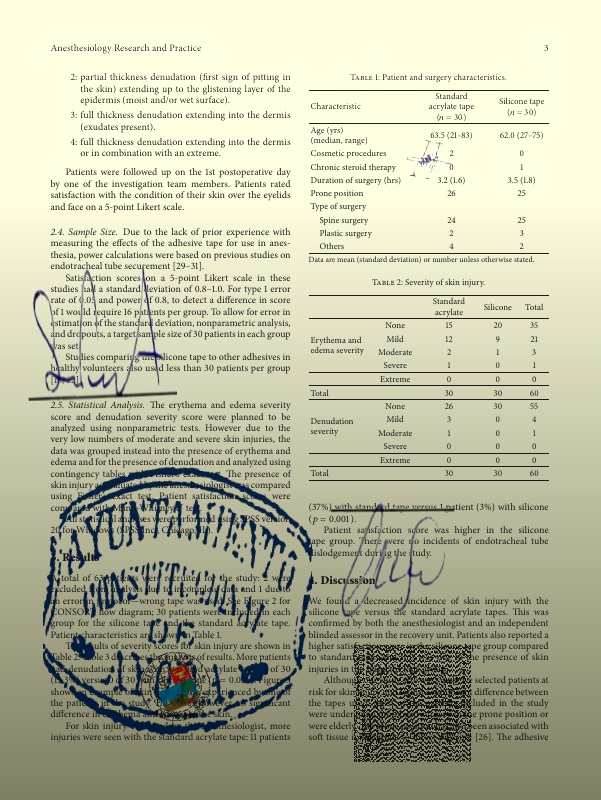 Anesthesiology Research and Practice
3
2: partial thickness denudation (first sign of pitting in
the skin) extending up to the glistening layer of the
epidermis (moist and/or wet surface).
3: full thickness denudation extending into the dermis
(exudates present).
4: full thickness denudation extending into the dermis
or in combination with an extreme.
Patients were followed up on the 1st postoperative day
by one of the investigation team members. Patients rated
satisfaction with the condition of their skin over the eyelids
and face on a 5-point Likert scale.
2.4. Sample Size. Due to the lack of prior experience with
measuring the effects of the adhesive tape for use in anes-
thesia, power calculations were based on previous studies on
endotracheal tube securement [29–31].
Satisfaction scores on a 5-point Likert scale in these
studies had a standard deviation of 0.8–1.0. For type 1 error
rate of 0.05 and power of 0.8, to detect a difference in score
of 1 would require 16 patients per group. To allow for error in
estimation of the standard deviation, nonparametric analysis,
and dropouts, a target sample size of 30 patients in each group
was set.
Studies comparing the silicone tape to other adhesives in
healthy volunteers also used less than 30 patients per group
2.5. Statistical Analysis. The erythema and edema severity
score and denudation severity score were planned to be
analyzed using nonparametric tests. However due to the
very low numbers of moderate and severe skin injuries, the
data was grouped instead into the presence of erythema and
edema and for the presence of denudation and analyzed using
contingency tables with exact test. The presence of
skin injury as evaluated by the anesthesiologist was compared
using Fisher's exact test. Patient satisfaction scores were
compared with Mann–Whitney test.
All statistical analyses were performed using SPSS version
20 for Windows (SPSS Inc. Chicago, IL).
3. Results
A total of 63 patients were recruited for the study: 2 were
excluded from analysis due to incomplete data and 1 due to
an error in protocol—wrong tape was used. See Figure 2 for
CONSORT flow diagram; 30 patients were included in each
group for the silicone tape and the standard acrylate tape.
Patient characteristics are shown in Table 1.
The results of severity scores for skin injury are shown in
Table 2. Table 3 describes the results. More patients
had denudation of skin with acrylate of 30
versus of 30 Figure
shows an example of skin experienced by one of
the patients in the study. no significant
difference in erythema and the skin.
For skin injury anesthesiologist, more
injuries were seen with the standard acrylate tape: 11 patients
Table 1: Patient and surgery characteristics.
Characteristic Standard acrylate tape (n = 30) Silicone tape (n = 30)
Age (yrs) (median, range) 63.5 (21–83) 62.0 (27–75)
Cosmetic procedures 2 0
Chronic steroid therapy 0 1
Duration of surgery (hrs) 3.2 (1.6) 3.5 (1.8)
Prone position 26 25
Type of surgery
Spine surgery 24 25
Plastic surgery 2 3
Others 4 2
Data are mean (standard deviation) or number unless otherwise stated.
Table 2: Severity of skin injury.
Standard acrylate Silicone Total
Erythema and edema severity
None 15 20 35
Mild 12 9 21
Moderate 2 1 3
Severe 1 0 1
Extreme 0 0 0
Total 30 30 60
Denudation severity
None 26 30 55
Mild 3 0 4
Moderate 1 0 1
Severe 0 0 0
Extreme 0 0 0
Total 30 30 60
(37%) with standard tape versus 1 patient (3%) with silicone
(p = 0.001).
Patient satisfaction score was higher in the silicone
tape group. There were no incidents of endotracheal tube
dislodgement during the study.
4. Discussion
We found a decreased incidence of skin injury with the
silicone tape versus the standard acrylate tapes. This was
confirmed by both the anesthesiologist and an independent
blinded assessor in the recovery unit. Patients also reported a
higher satisfaction tape group compared
to standard the presence of skin
injuries in
Although selected patients at
risk for skin difference between
the tapes included in the study
were under prone position or
were elderly been associated with
soft tissue [26]. The adhesive